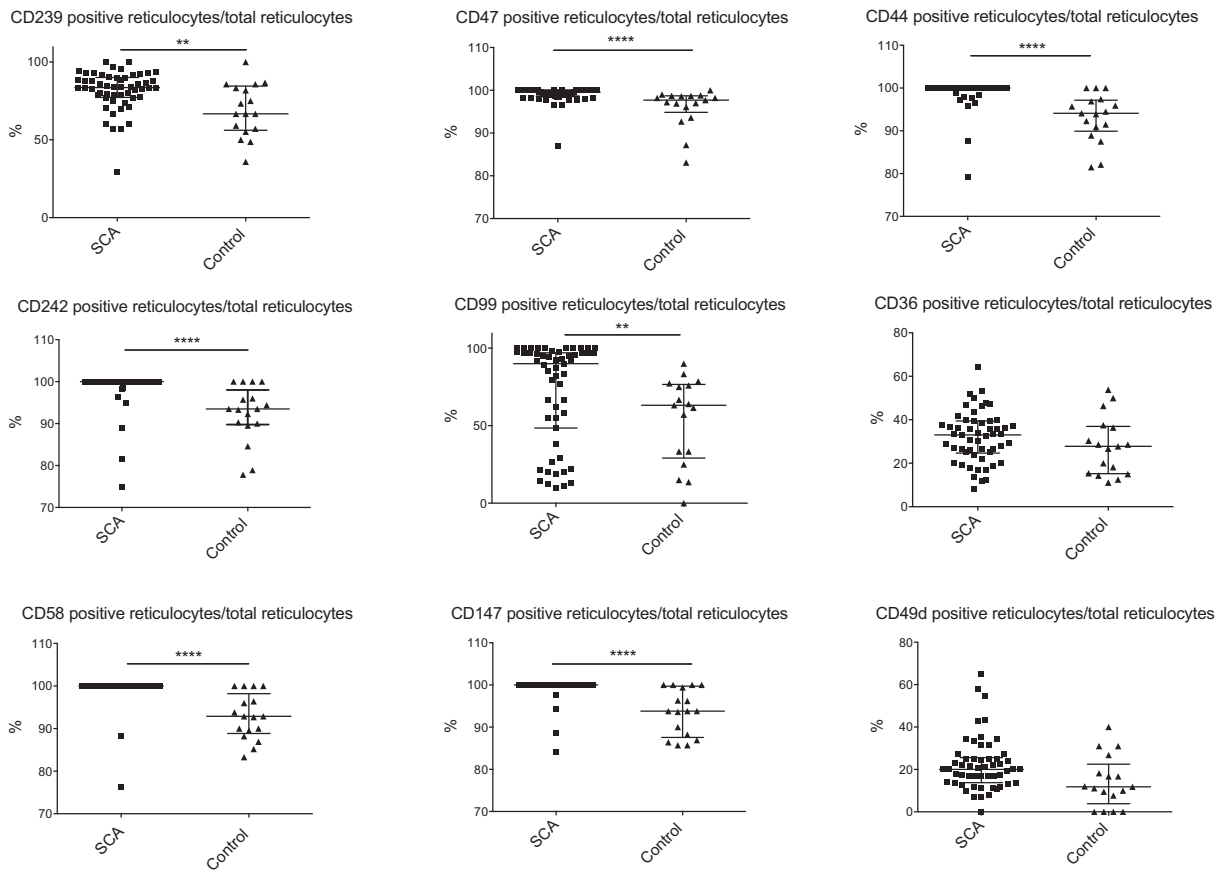 CD239 positive reticulocytes/total reticulocytes
**
100
50
0
%
SCA
Control
CD47 positive reticulocytes/total reticulocytes
****
110
100
90
80
70
%
SCA
Control
CD44 positive reticulocytes/total reticulocytes
****
110
100
90
80
70
%
SCA
Control
CD242 positive reticulocytes/total reticulocytes
****
110
100
90
80
70
%
SCA
Control
CD99 positive reticulocytes/total reticulocytes
**
100
50
0
%
SCA
Control
CD36 positive reticulocytes/total reticulocytes
80
60
40
20
0
%
SCA
Control
CD58 positive reticulocytes/total reticulocytes
****
110
100
90
80
70
%
SCA
Control
CD147 positive reticulocytes/total reticulocytes
****
110
100
90
80
70
%
SCA
Control
CD49d positive reticulocytes/total reticulocytes
80
60
40
20
0
%
SCA
Control